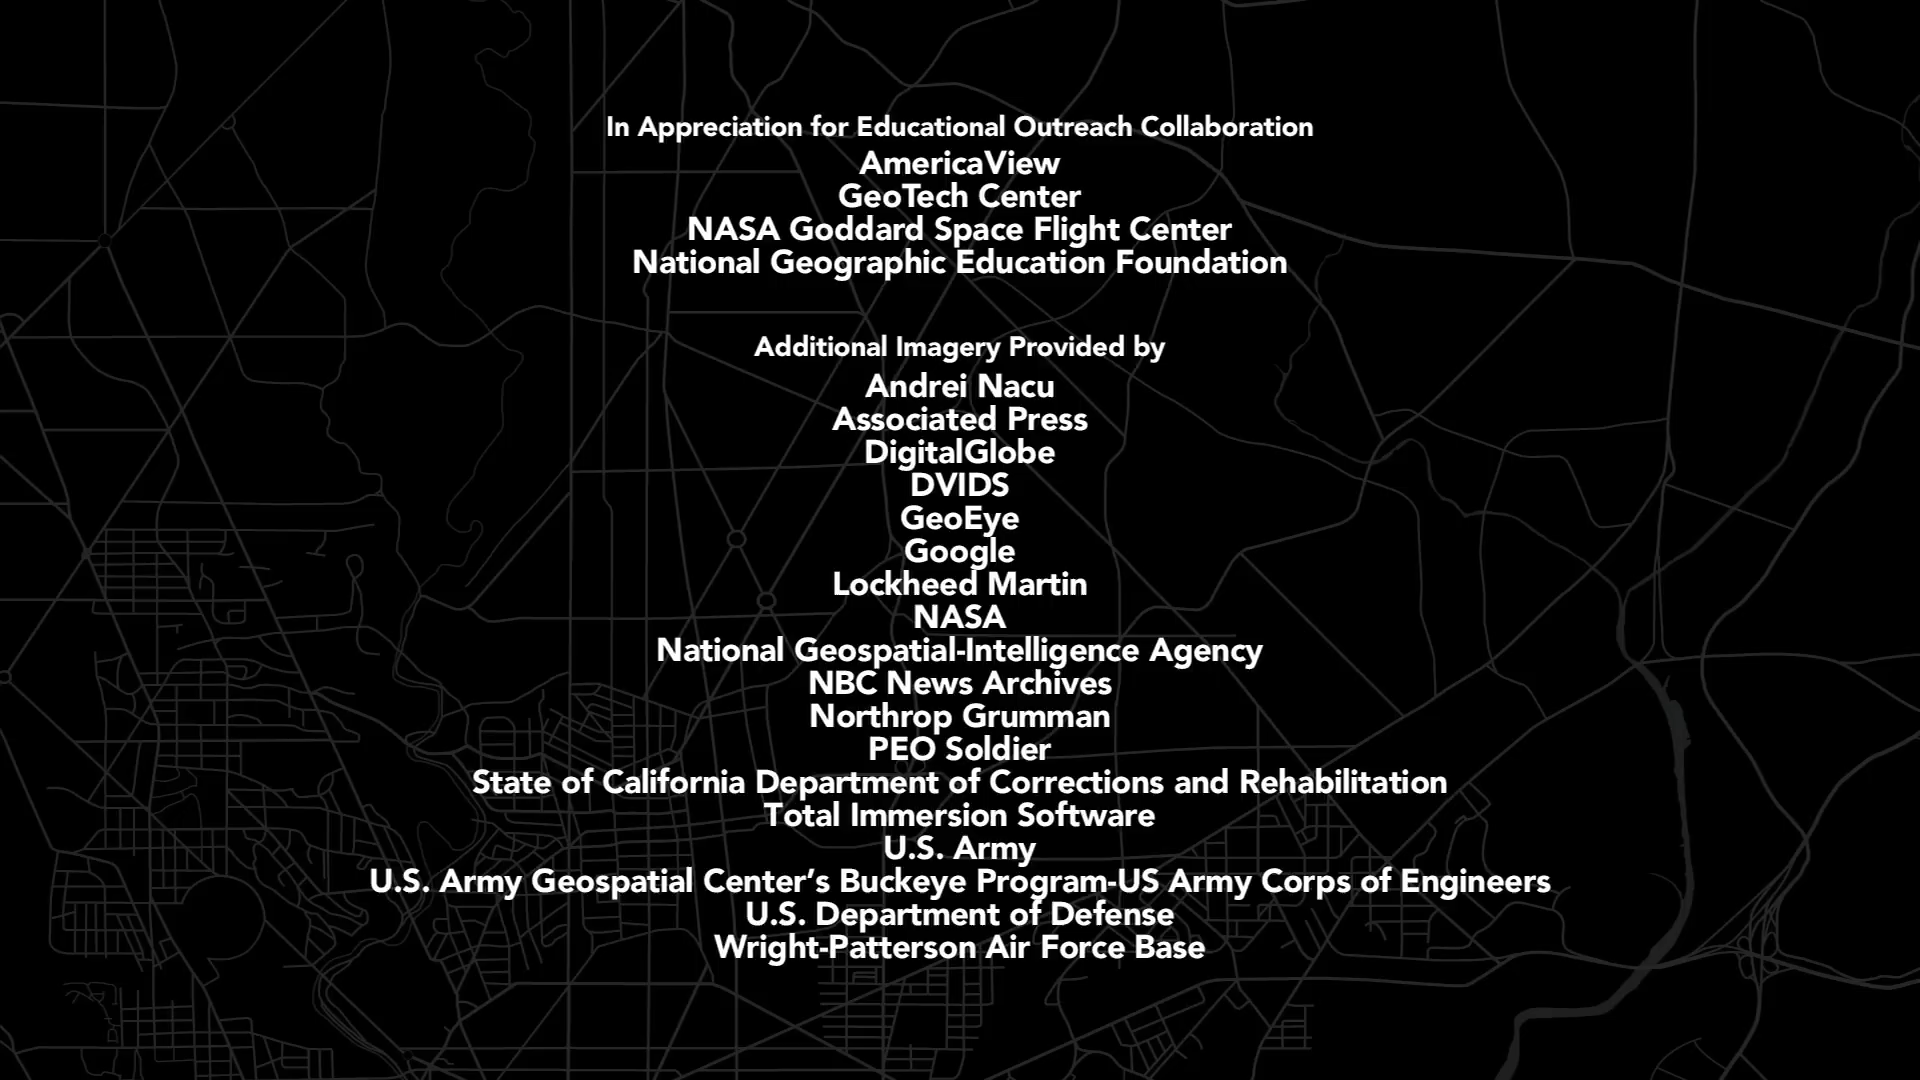 In Appreciation for Educational Outreach Collaboration
AmericaView
GeoTech Center
NASA Goddard Space Flight Center
National Geographic Education Foundation
Additional Imagery Provided by
Andrei Nacu
Associated Press
DigitalGlobe
DVIDS
GeoEye
Google
Lockheed Martin
NASA
National Geospatial-Intelligence Agency
NBC News Archives
Northrop Grumman
PEO Soldier
State of California Department of Corrections and Rehabilitation
Total Immersion Software
U.S. Army
U.S. Army Geospatial Center’s Buckeye Program-US Army Corps of Engineers
U.S. Department of Defense
Wright-Patterson Air Force Base